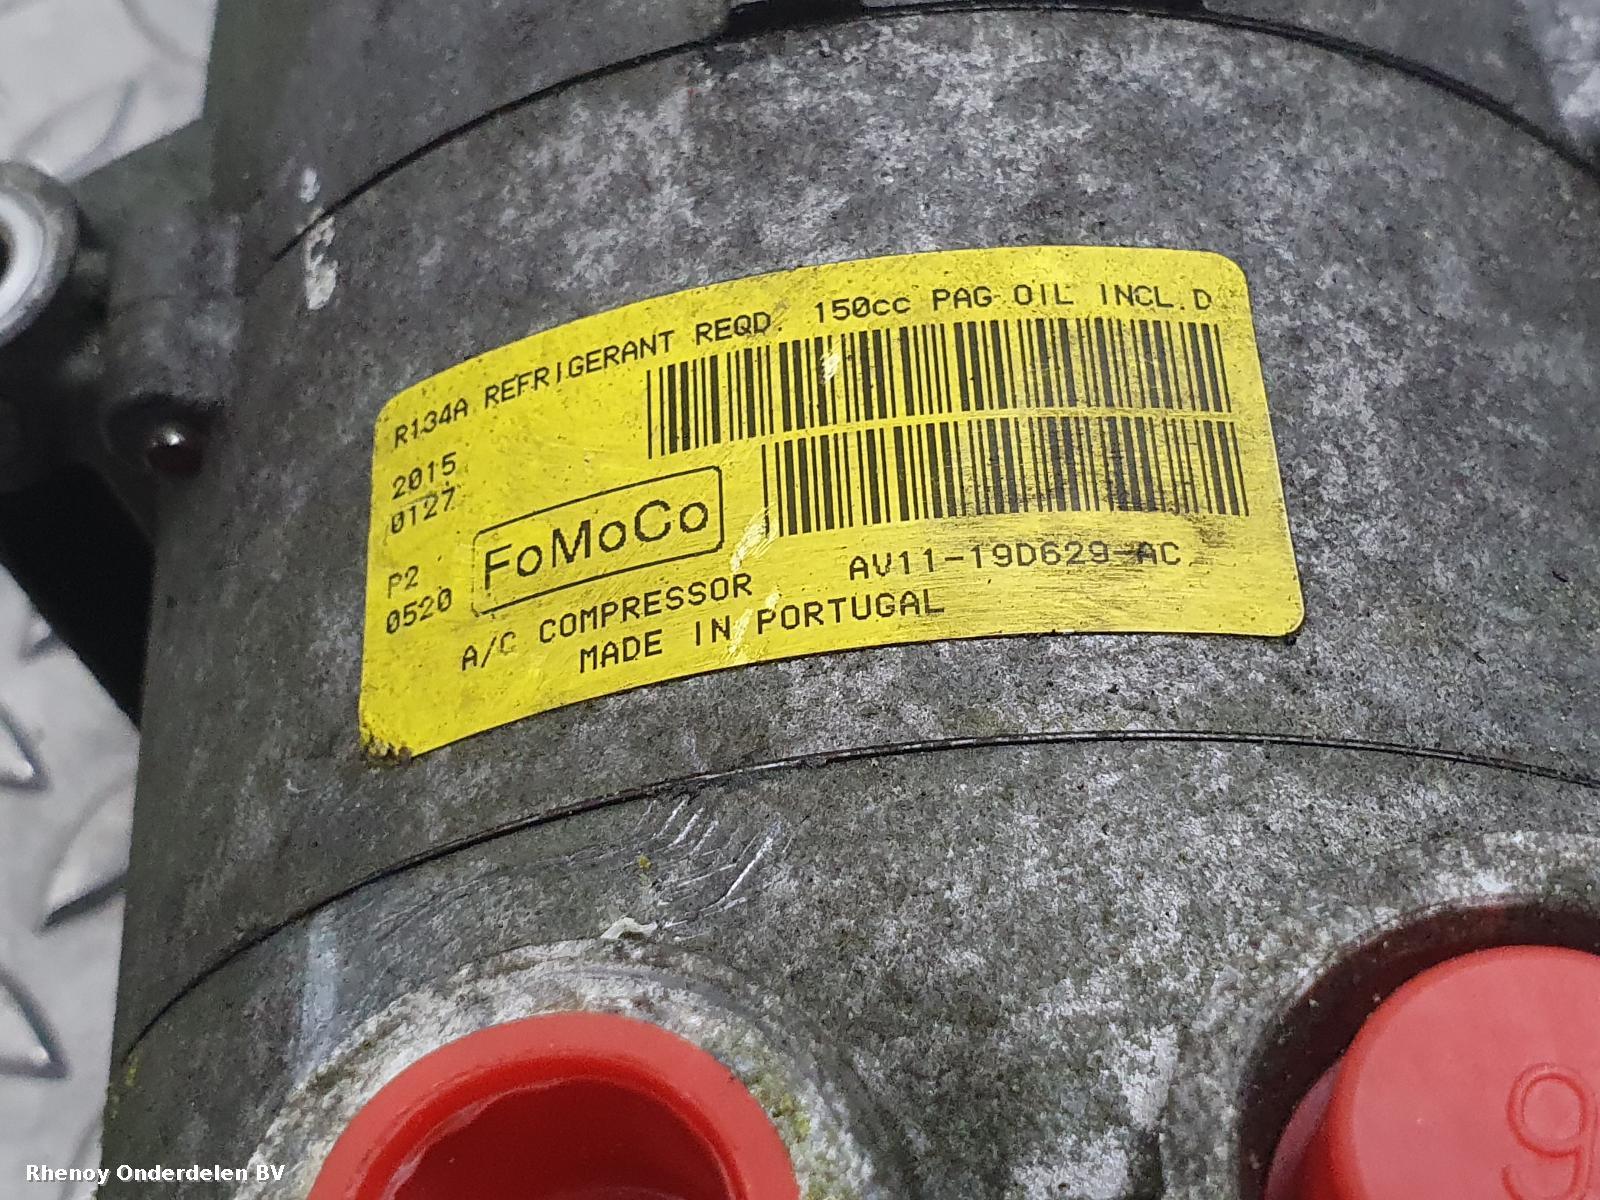 R134A REFRIGERANT REQD. 150cc PAG OIL INCL.D
2015
0127
P2
0520
FoMoCo
AV11-19D629-AC
A/C COMPRESSOR
MADE IN PORTUGAL
9
Rhenoy Onderdelen BV